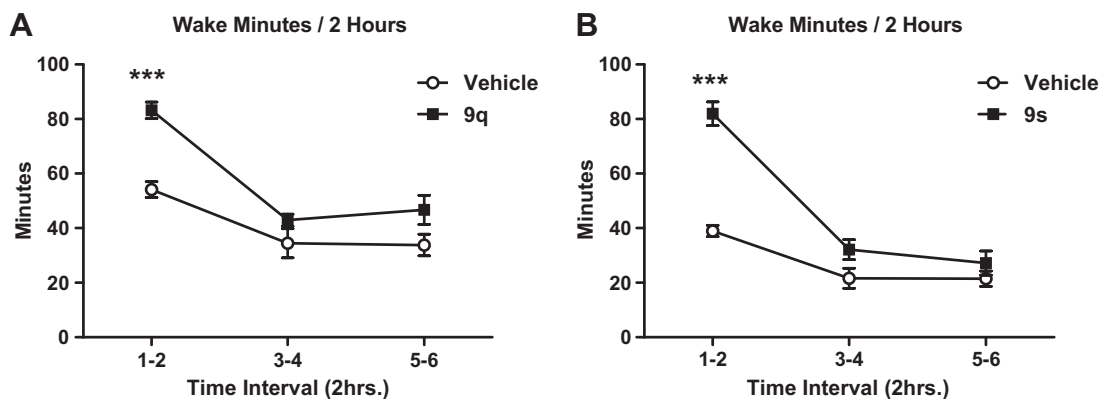 A
Wake Minutes / 2 Hours
***
Vehicle
9q
100
80
60
40
20
0
Minutes
1-2
3-4
5-6
Time Interval (2hrs.)
B
Wake Minutes / 2 Hours
***
Vehicle
9s
100
80
60
40
20
0
Minutes
1-2
3-4
5-6
Time Interval (2hrs.)